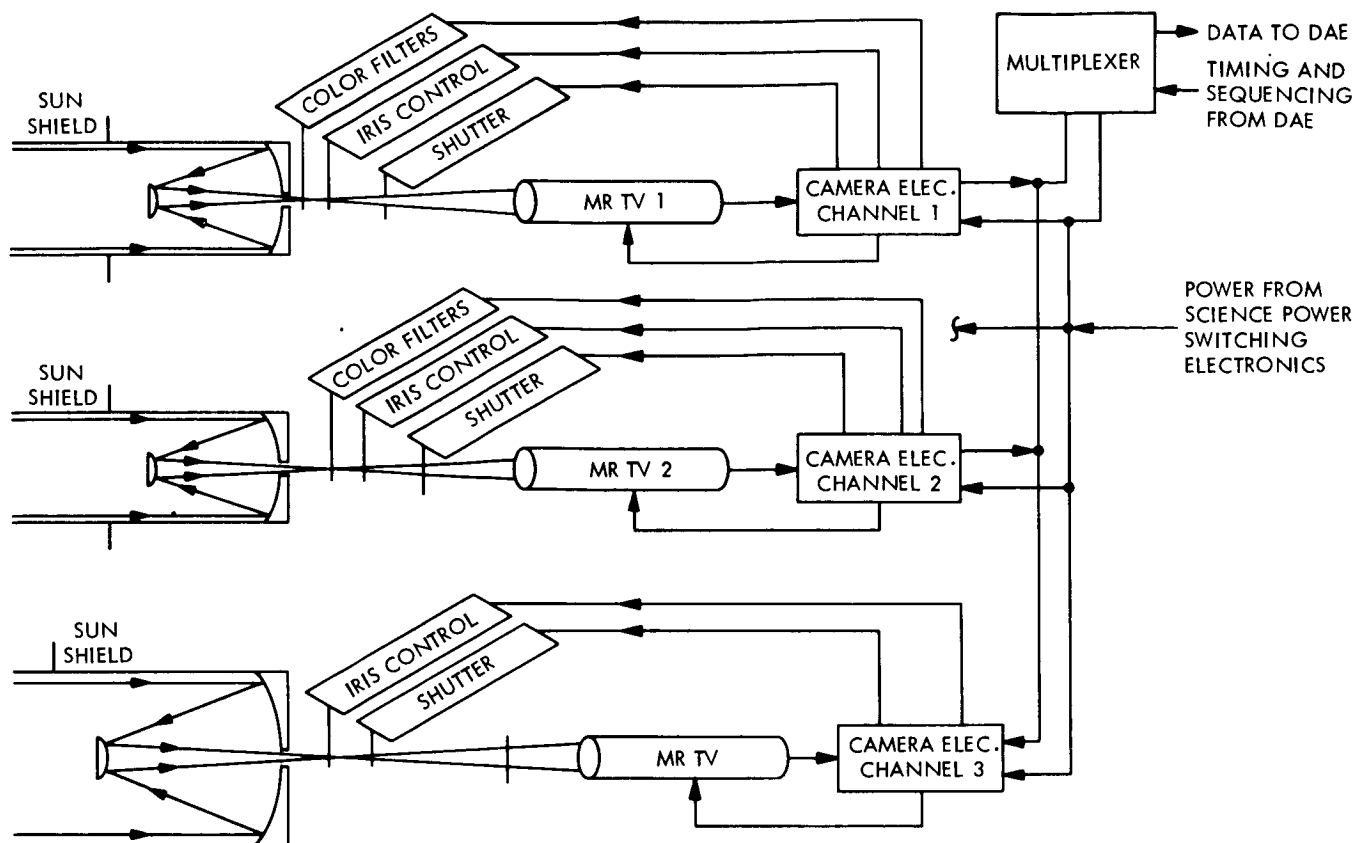 COLOR FILTERS
IRIS CONTROL
SHUTTER
SUN
SHIELD
MR TV 1
CAMERA ELEC.
CHANNEL 1
MULTIPLEXER
DATA TO DAE
TIMING AND
SEQUENCING
FROM DAE
POWER FROM
SCIENCE POWER
SWITCHING
ELECTRONICS
COLOR FILTERS
IRIS CONTROL
SHUTTER
SUN
SHIELD
MR TV 2
CAMERA ELEC.
CHANNEL 2
IRIS CONTROL
SHUTTER
SUN
SHIELD
MR TV
CAMERA ELEC.
CHANNEL 3